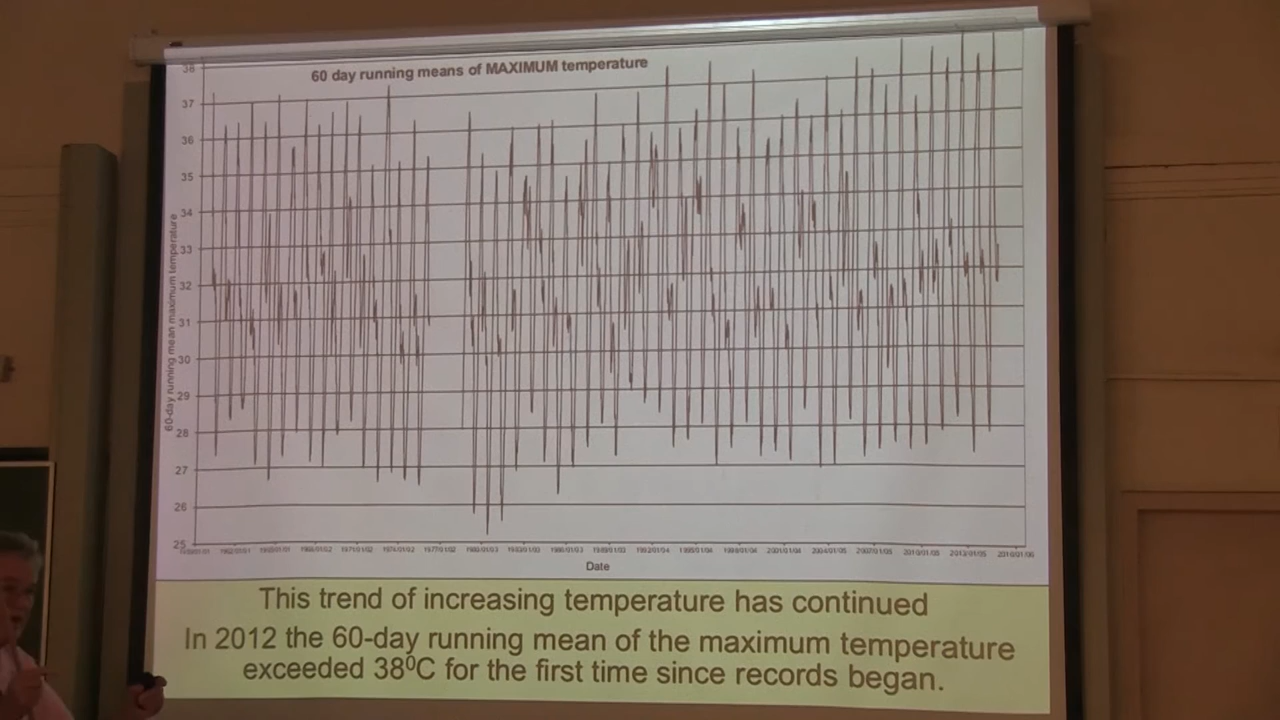 60 day running means of MAXIMUM temperature
38
37
36
35
34
33
32
31
30
29
28
27
26
25
60-day running mean maximum temperature
Date
This trend of increasing temperature has continued
In 2012 the 60-day running mean of the maximum temperature
exceeded 38⁰C for the first time since records began.